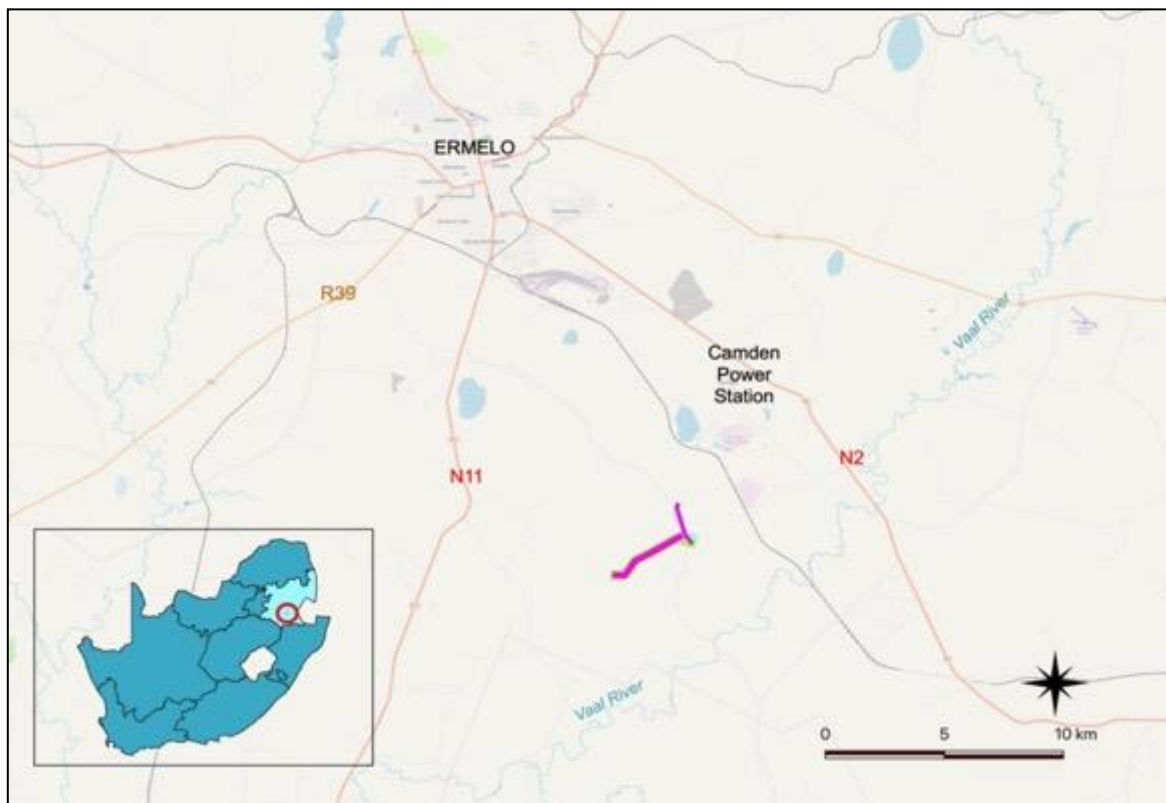 ERMELO
R39
Vaal River
Camden
Power
Station
N11
N2
Vaal River
0 5 10 km